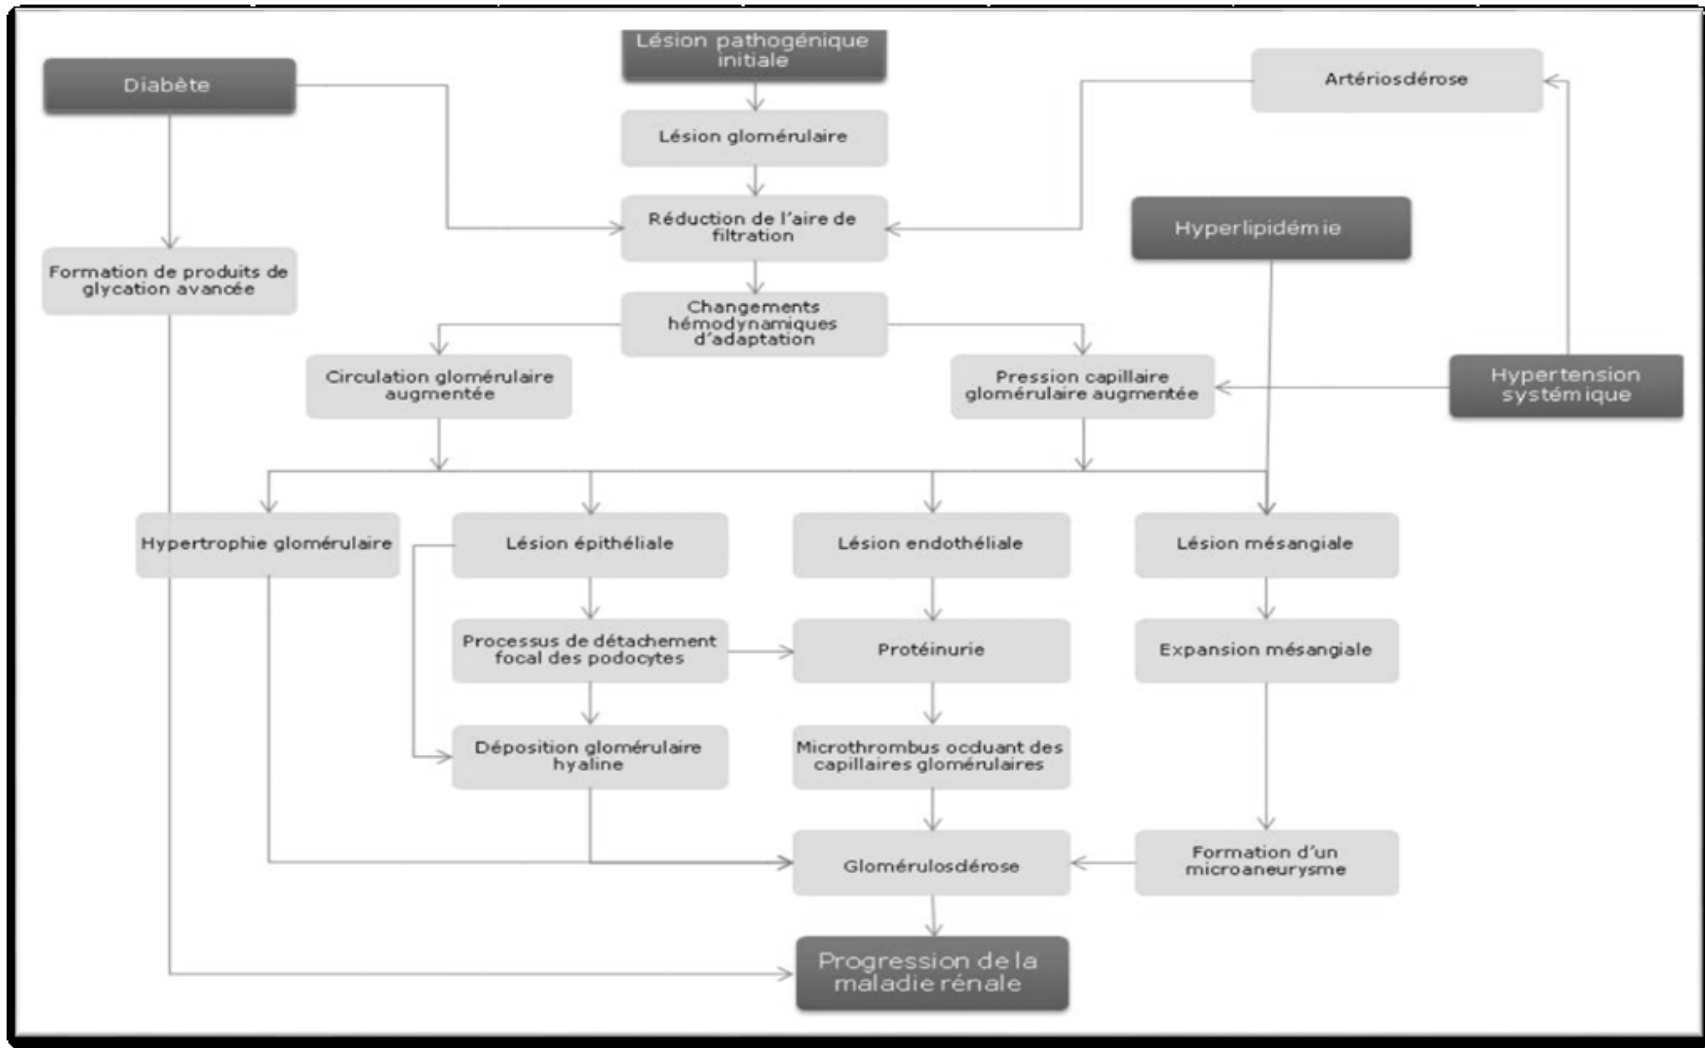 Lésion pathogénique
initiale
Diabète
Artériosdérose
Lésion glomérulaire
Réduction de l'aire de
filtration
Hyperlipidémie
Formation de produits de
glycation avancée
Changements
hémodynamiques
d'adaptation
Circulation glomérulaire
augmentée
Pression capillaire
glomérulaire augmentée
Hypertension
systémique
Hypertrophie glomérulaire
Lésion épithéliale
Lésion endothéliale
Lésion mésangiale
Processus de détachement
focal des podocytes
Protéinurie
Expansion mésangiale
Déposition glomérulaire
hyaline
Microthrombus ocduant des
capillaires glomérulaires
Glomérulosdérose
Formation d'un
microaneurysme
Progression de la
maladie rénale